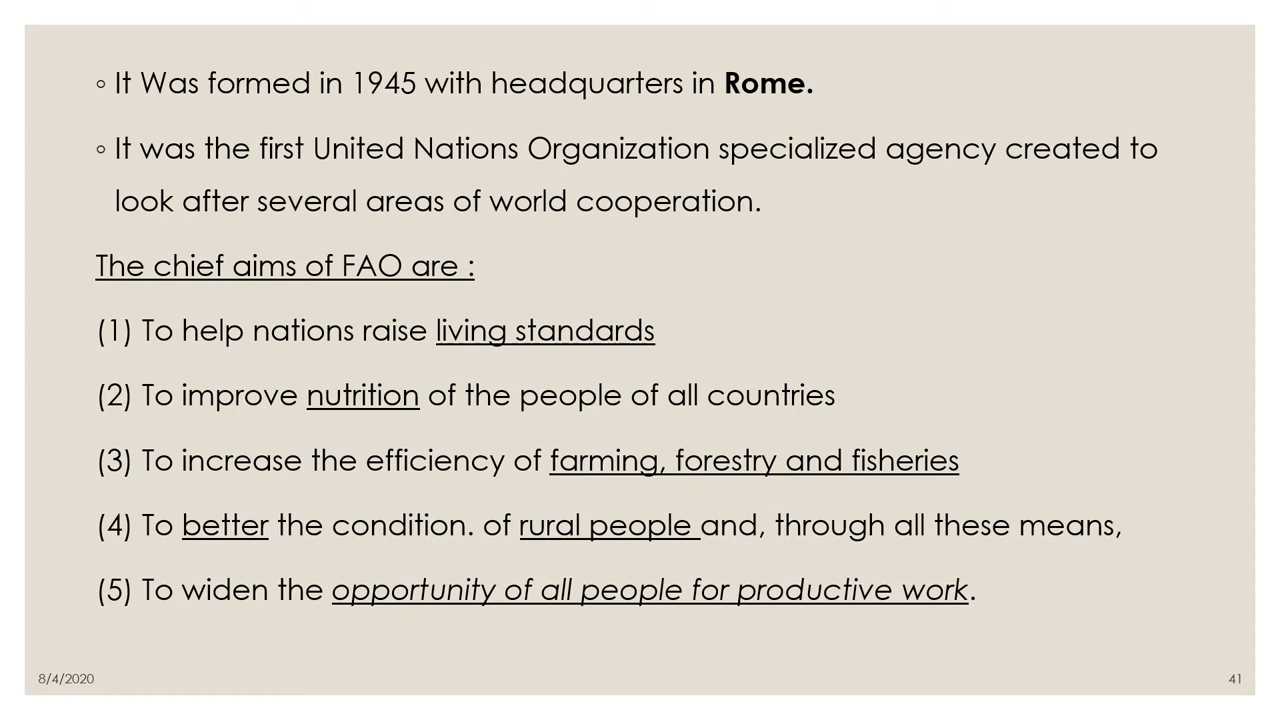 ◦ It Was formed in 1945 with headquarters in Rome.
◦ It was the first United Nations Organization specialized agency created to
look after several areas of world cooperation.
The chief aims of FAO are :
(1) To help nations raise living standards
(2) To improve nutrition of the people of all countries
(3) To increase the efficiency of farming, forestry and fisheries
(4) To better the condition. of rural people and, through all these means,
(5) To widen the opportunity of all people for productive work.
8/4/2020
41